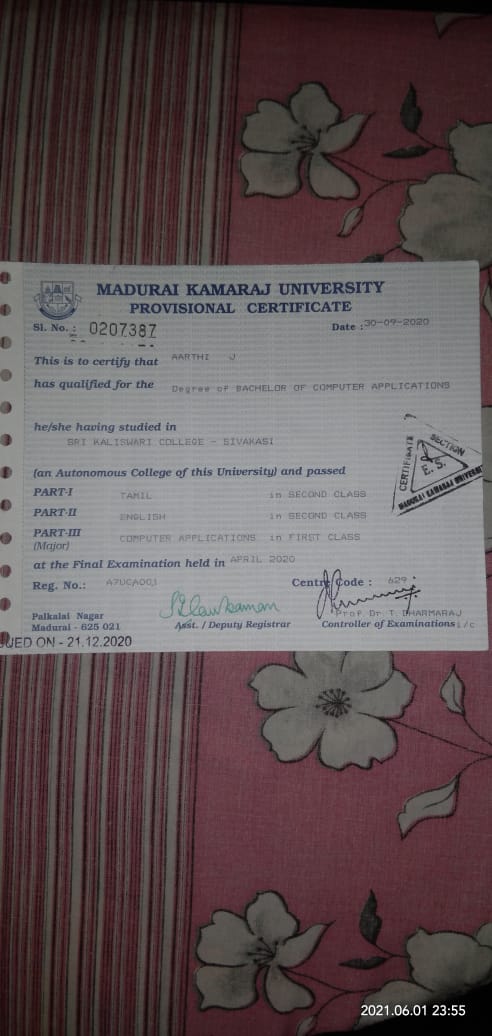 MADURAI KAMARAJ UNIVERSITY
PROVISIONAL CERTIFICATE
Sl. No. : 0207387
Date : 30-09-2020
This is to certify that AARTHI J
has qualified for the Degree of BACHELOR OF COMPUTER APPLICATIONS
he/she having studied in
SRI KALISWARI COLLEGE - SIVAKASI
(an Autonomous College of this University) and passed
CERTIFICATE SECTION
E. S.
MADURAI KAMARAJ UNIVERSITY
PART-I TAMIL in SECOND CLASS
PART-II ENGLISH in SECOND CLASS
PART-III COMPUTER APPLICATIONS in FIRST CLASS
(Major)
at the Final Examination held in APRIL 2020
Reg. No.: A7UCA001 Centre Code : 629
Prof. Dr. T. DHARMARAJ
Palkalai Nagar
Madurai - 625 021 Asst. / Deputy Registrar Controller of Examinations i/c
UED ON - 21.12.2020
2021.06.01 23:55